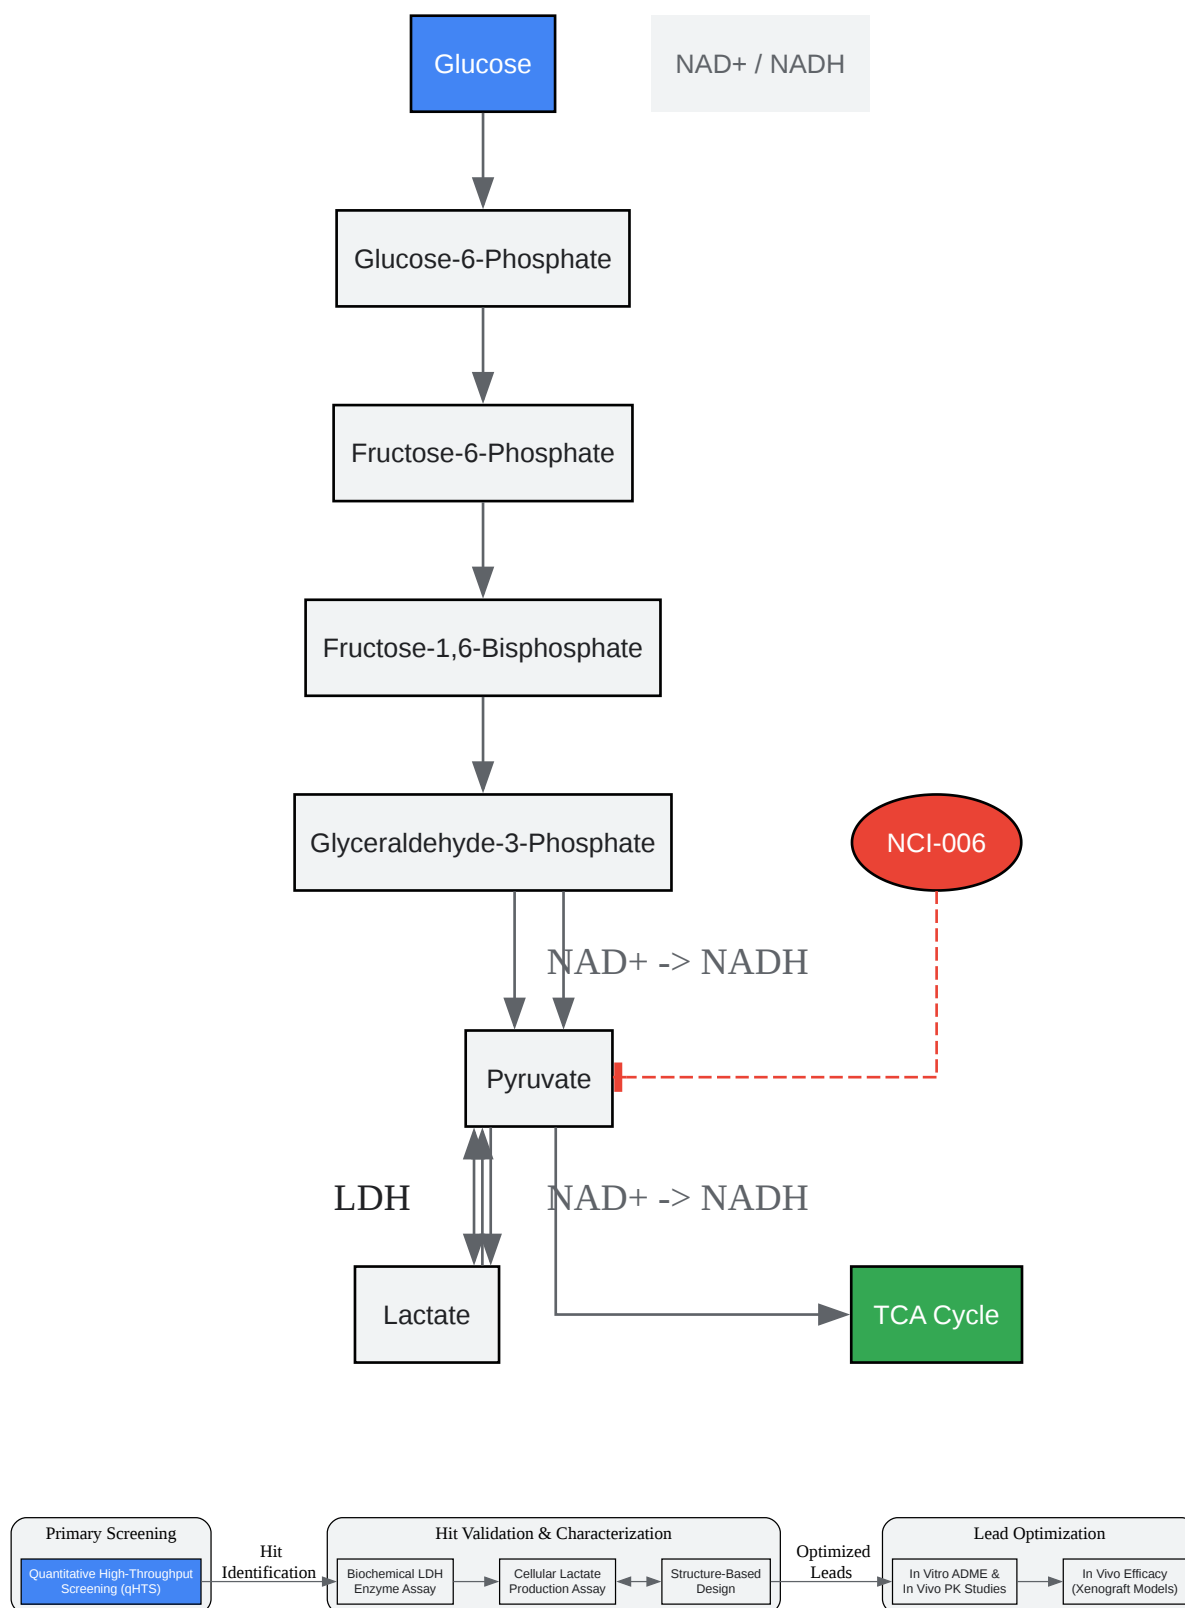 Glucose
NAD+ / NADH
Glucose-6-Phosphate
Fructose-6-Phosphate
Fructose-1,6-Bisphosphate
Glyceraldehyde-3-Phosphate
NCI-006
NAD+ -> NADH
Pyruvate
LDH
NAD+ -> NADH
Lactate
TCA Cycle
Primary Screening
Quantitative High-Throughput
Screening (qHTS)
Hit
Identification
Hit Validation & Characterization
Biochemical LDH
Enzyme Assay
Cellular Lactate
Production Assay
Structure-Based
Design
Optimized
Leads
Lead Optimization
In Vitro ADME &
In Vivo PK Studies
In Vivo Efficacy
(Xenograft Models)